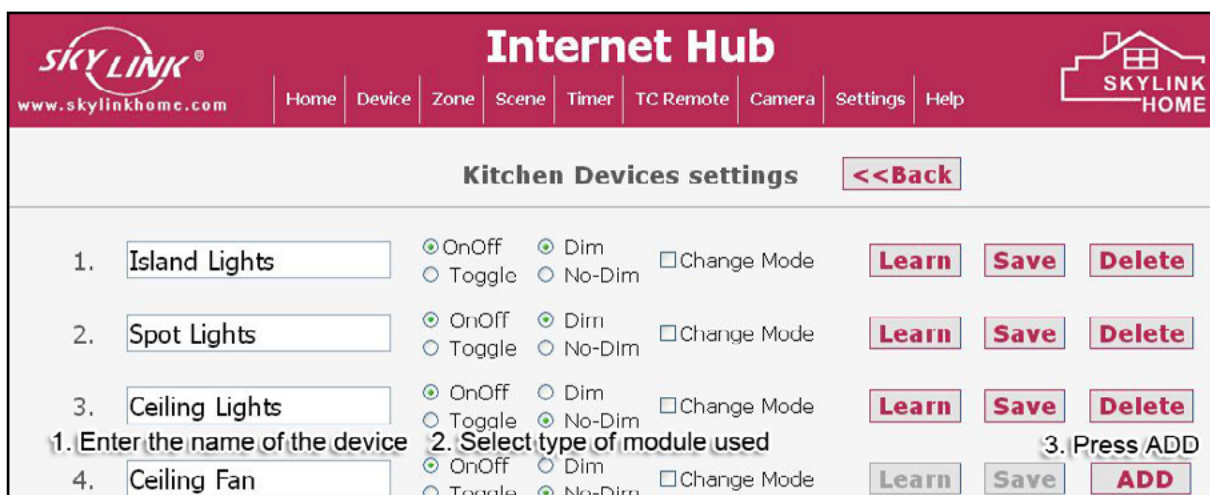 SKYLINK®
www.skylinkhome.com
Internet Hub
Home Device Zone Scene Timer TC Remote Camera Settings Help
SKYLINK
HOME
Kitchen Devices settings <<Back
1. Island Lights OnOff Dim Change Mode Learn Save Delete
Toggle No-Dim
2. Spot Lights OnOff Dim Change Mode Learn Save Delete
Toggle No-Dim
3. Ceiling Lights OnOff Dim Change Mode Learn Save Delete
Toggle No-Dim
1. Enter the name of the device 2. Select type of module used 3. Press ADD
4. Ceiling Fan OnOff Dim Change Mode Learn Save ADD
Toggle No-Dim